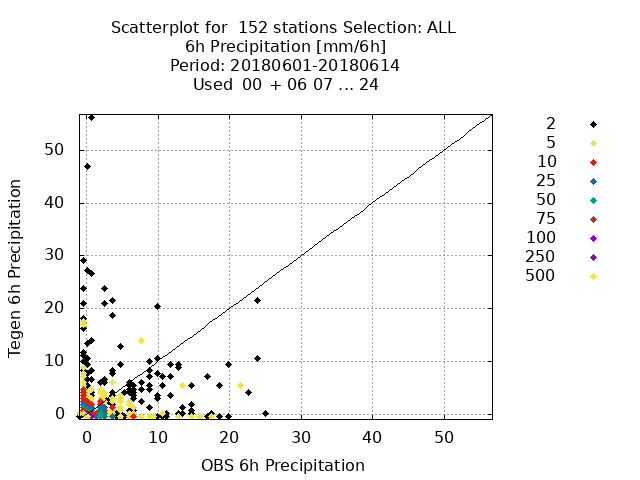 Scatterplot for  152 stations Selection: ALL
6h Precipitation [mm/6h]
Period: 20180601-20180614
Used  00  + 06 07 ... 24
Tegen 6h Precipitation
50
40
30
20
10
0
0 10 20 30 40 50
OBS 6h Precipitation
2
5
10
25
50
75
100
250
500